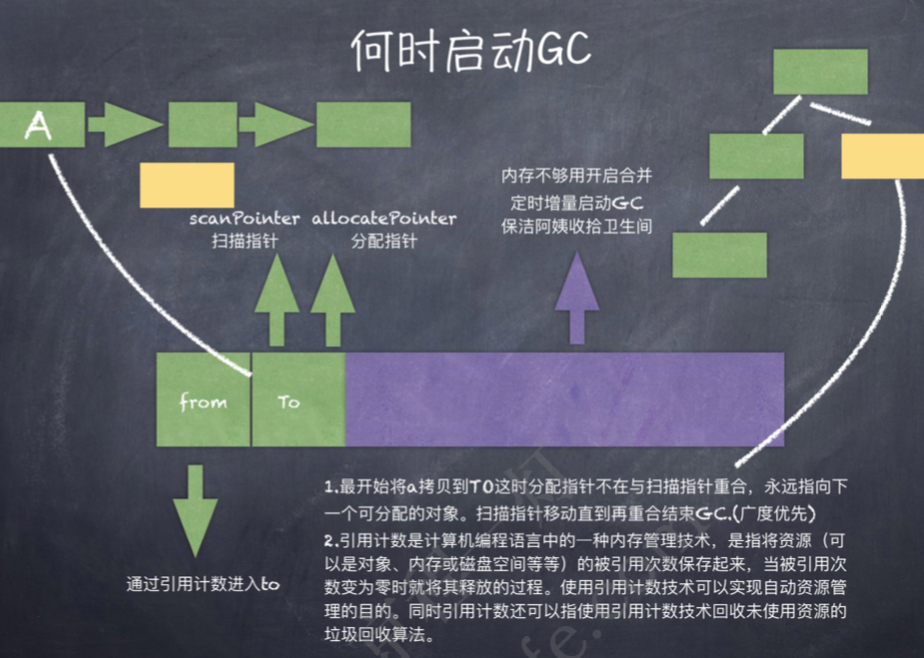 何时启动GC
A
内存不够用开启合并
定时增量启动GC
保洁阿姨收拾卫生间
scanPointer
扫描指针
allocatePointer
分配指针
from
To
1.最开始将a拷贝到TO这时分配指针不在与扫描指针重合，永远指向下
一个可分配的对象。扫描指针移动直到再重合结束GC.(广度优先)
2.引用计数是计算机编程语言中的一种内存管理技术，是指将资源（可
以是对象、内存或磁盘空间等等）的被引用次数保存起来，当被引用次
数变为零时就将其释放的过程。使用引用计数技术可以实现自动资源管
理的目的。同时引用计数还可以指使用引用计数技术回收未使用资源的
垃圾回收算法。
通过引用计数进入to